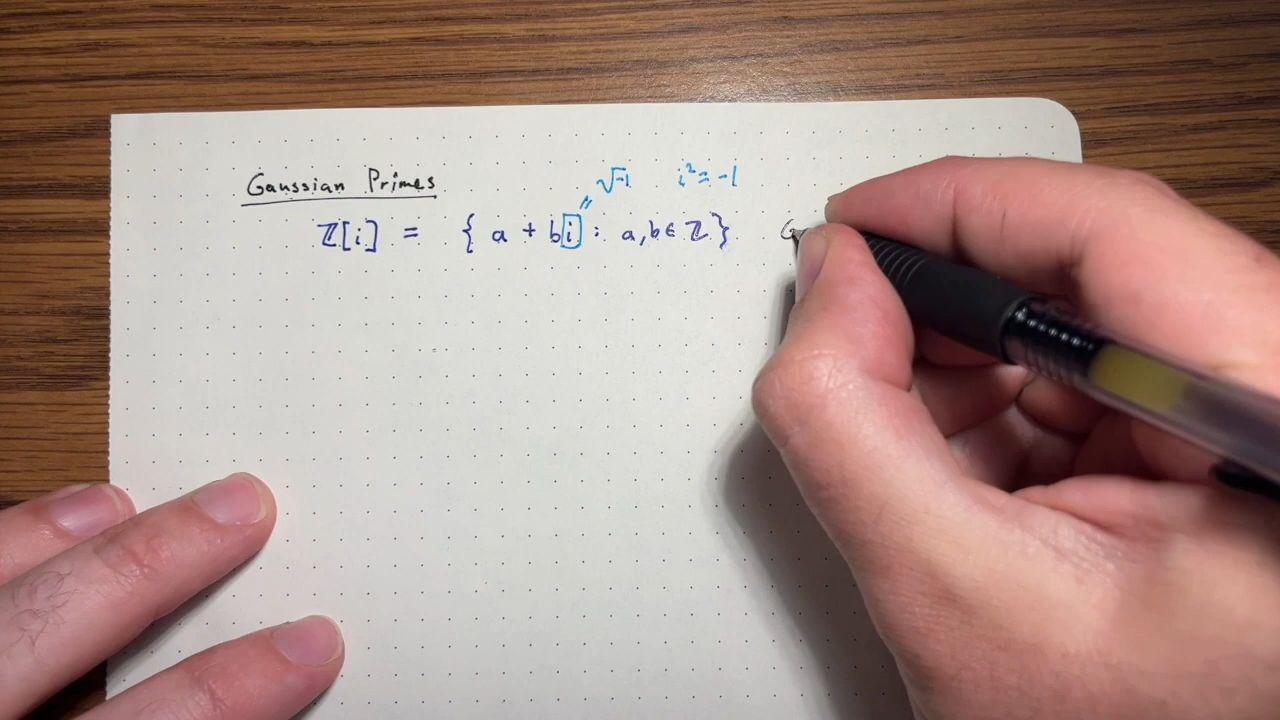 Gaussian Primes
√-1 i² = -1
ℤ[i] = { a + bi : a,b ∈ ℤ } G